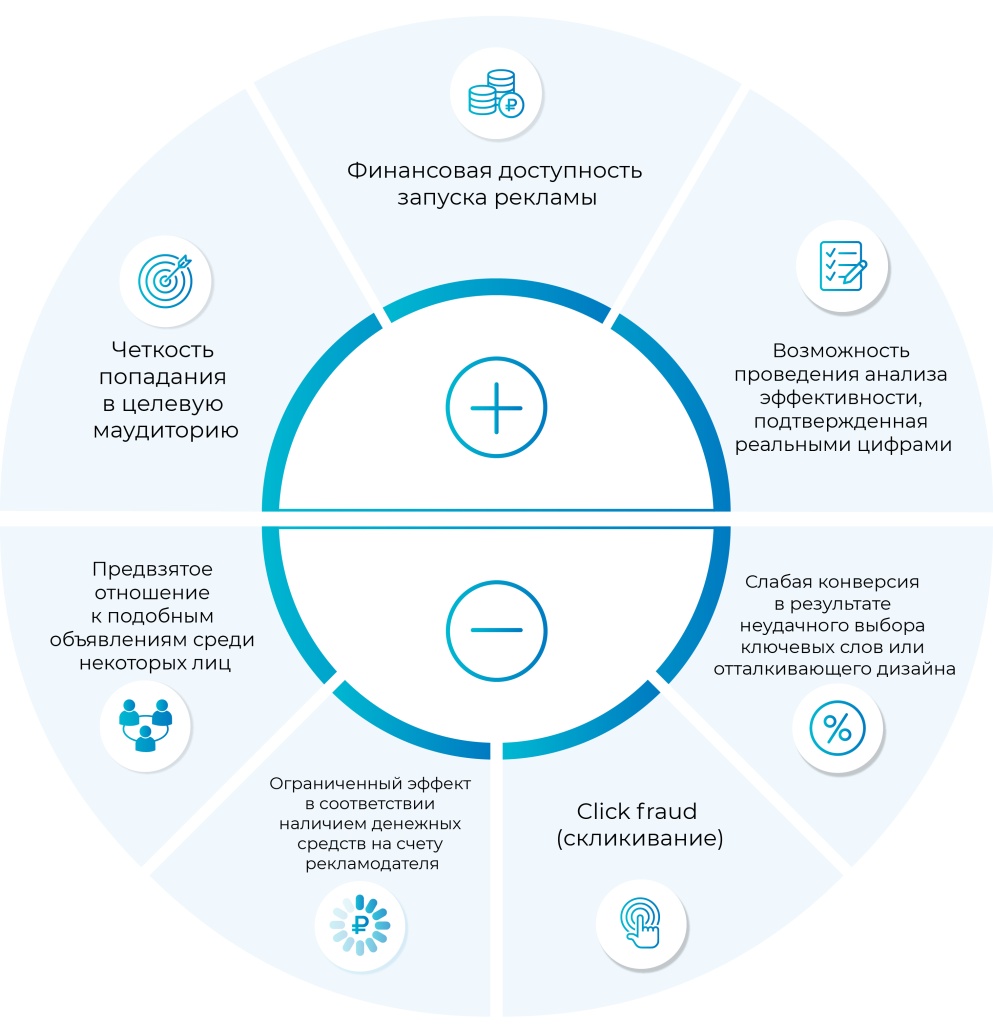 Финансовая доступность
запуска рекламы
Четкость
попадания
в целевую
маудиторию
Возможность
проведения анализа
эффективности,
подтвержденная
реальными цифрами
Предвзятое
отношение
к подобным
объявлениям среди
некоторых лиц
Слабая конверсия
в результате
неудачного выбора
ключевых слов или
отталкивающего дизайна
Ограниченный эффект
в соответствии
наличием денежных
средств на счету
рекламодателя
Click fraud
(скликивание)